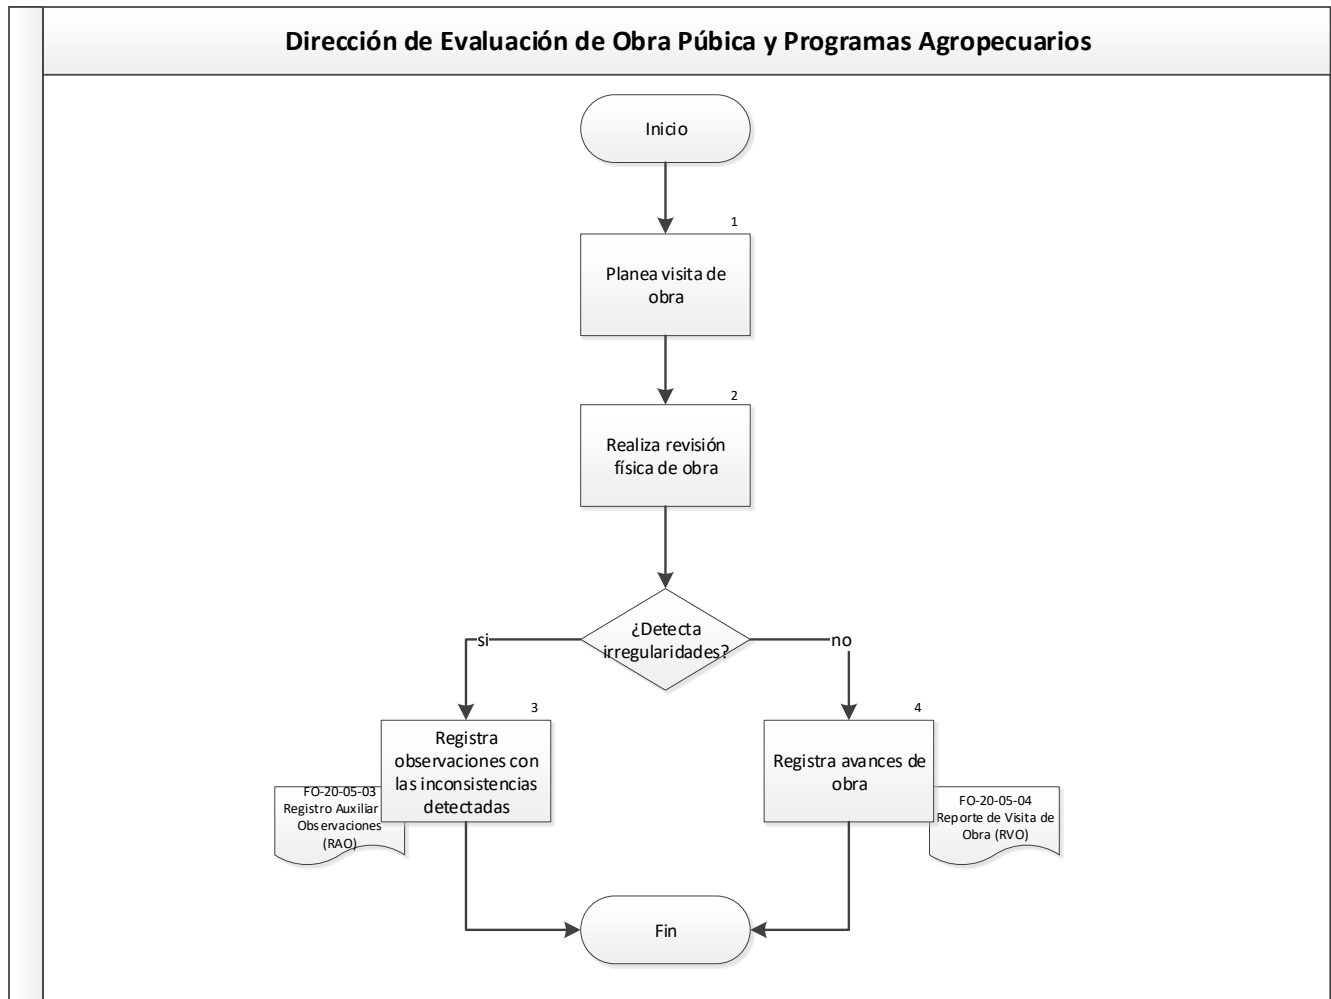 Dirección de Evaluación de Obra Púbica y Programas Agropecuarios
Inicio
1
Planea visita de
obra
2
Realiza revisión
física de obra
¿Detecta
irregularidades?
si
no
3
Registra
observaciones con
las inconsistencias
detectadas
FO-20-05-03
Registro Auxiliar
Observaciones
(RAO)
4
Registra avances de
obra
FO-20-05-04
Reporte de Visita de
Obra (RVO)
Fin